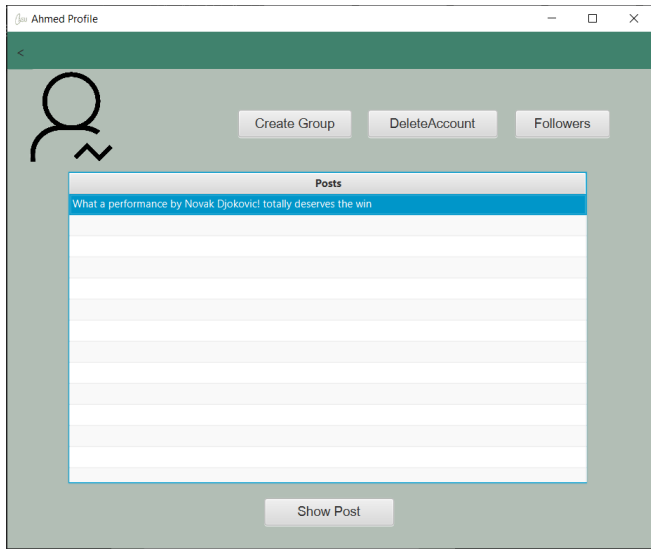 Ahmed Profile
<
Create Group
DeleteAccount
Followers
Posts
What a performance by Novak Djokovic! totally deserves the win
Show Post